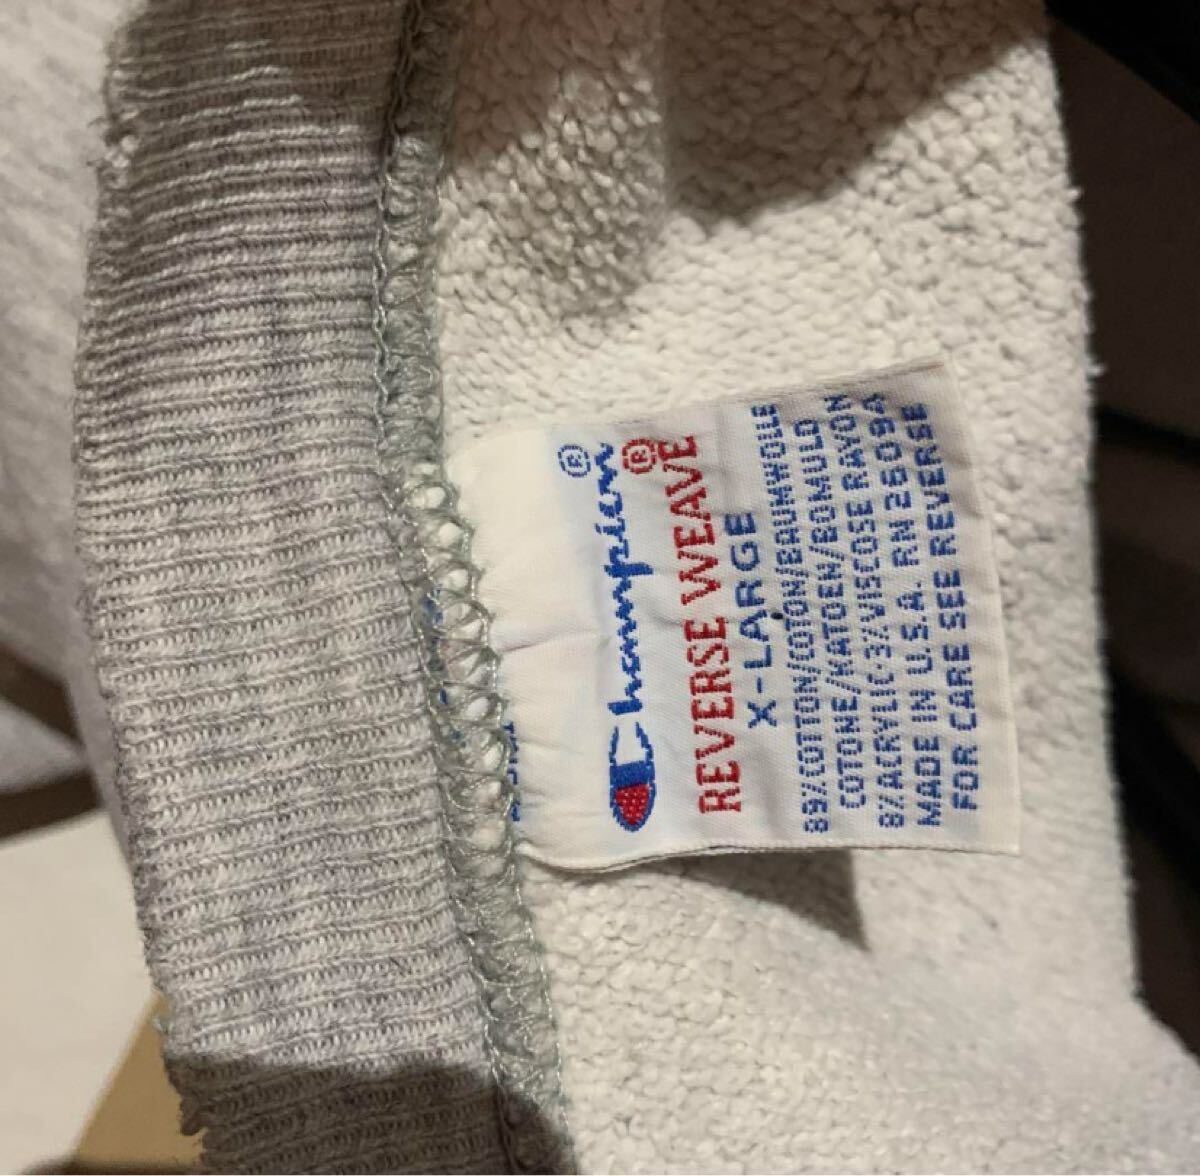 Champion®
REVERSE WEAVE®
X-LARGE
89%COTTON/COTON/BAUMWOLLE
COTONE/KATOEN/BOMULD
8%ACRYLIC·3%VISCOSE RAYON
MADE IN U.S.A. RN 26094
FOR CARE SEE REVERSE